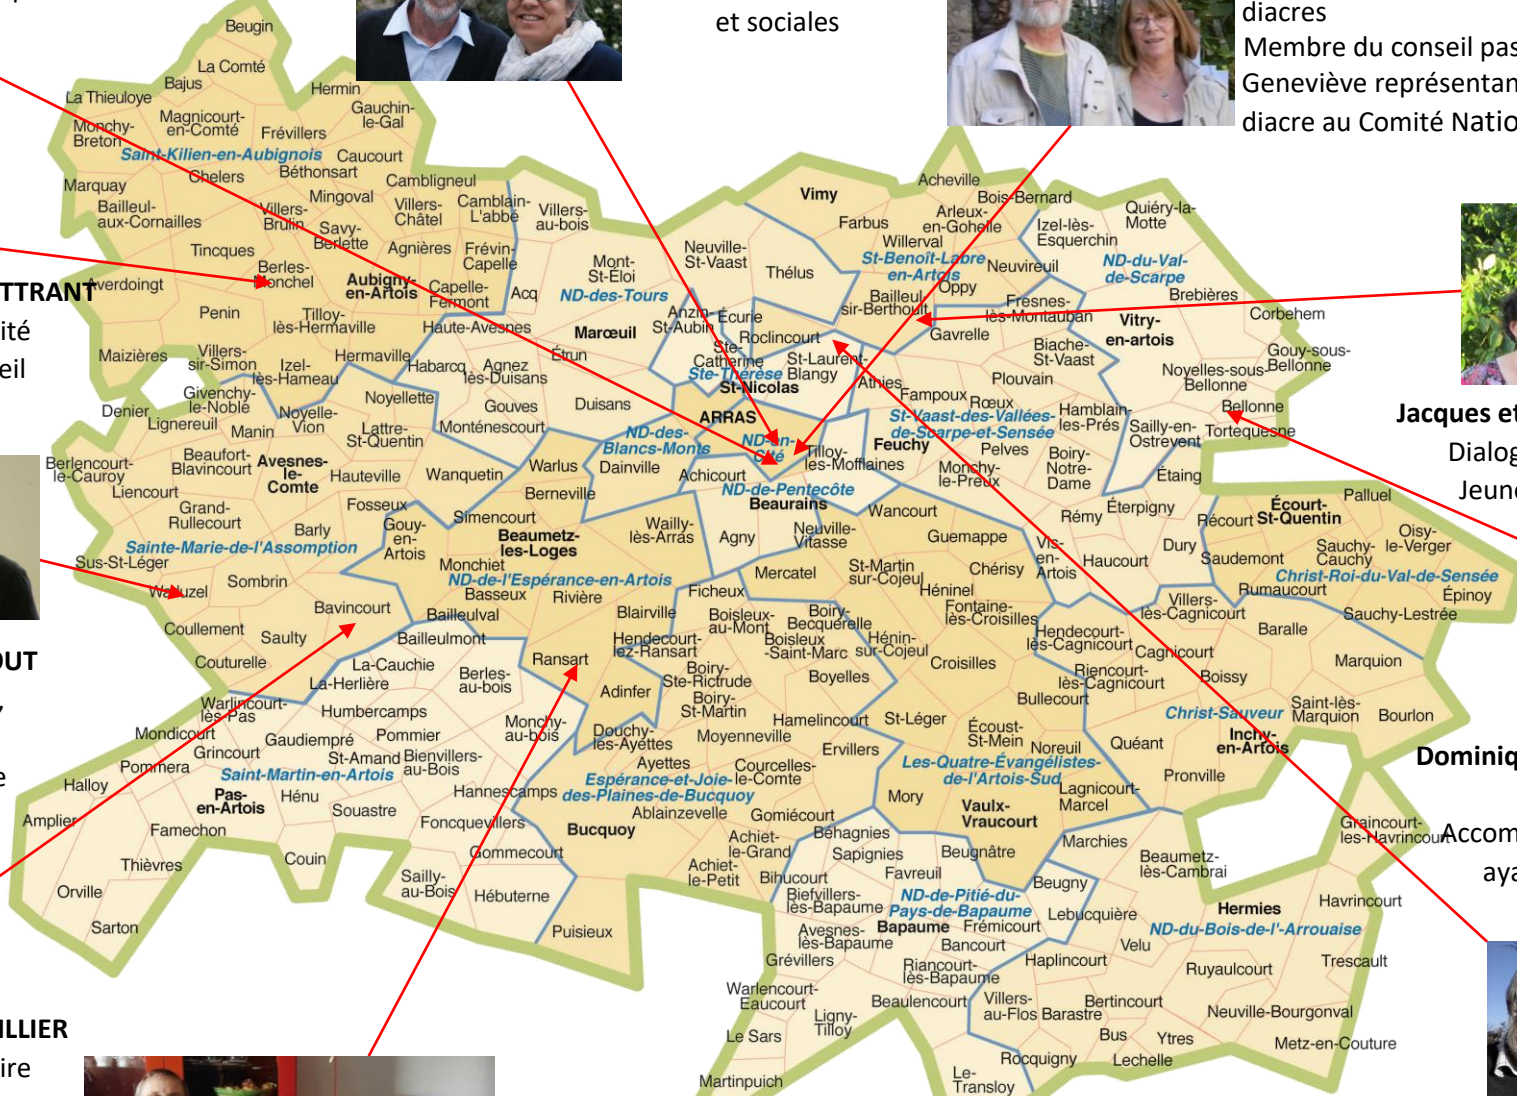 et sociales
diacres
Membre du conseil pas
Geneviève représentan
diacre au Comité Natio
TTRANT
ité
eil
OUT
e
ILLIER
ire
Jacques et
Dialog
Jeun
Dominiq
Accom
aya
Beugin
La Comté
Bajus
Hermin
La Thieuloye
Gauchin-
le-Gal
Monchy-
Breton
Magnicourt-
en-Comté
Frévillers
Saint-Kilien-en-Aubignois
Caucourt
Chelers
Béthonsart
Marquay
Mingoval
Cambligneul
Bailleul-
aux-Cornailles
Villers-
Brulin
Villers-
Châtel
Camblain-
L'abbé
Villers-
au-bois
Savy-
Berlette
Tincques
Agnières
Frévin-
Capelle
Berles-
Monchel
Averdoingt
Aubigny-
en-Artois
Capelle-
Fermont
Acq
Penin
Tilloy-
lès-Hermaville
Haute-Avesnes
Maizières
Villers-
sir-Simon
Izel-
lès-Hameau
Hermaville
Habarcq
Agnez
lès-Duisans
Étrun
Mont-
St-Éloi
ND-des-Tours
Marœuil
Neuville-
St-Vaast
Thélus
Vimy
Farbus
Acheville
Bois-Bernard
Arleux-
en-Gohelle
Willerval
St-Benoît-Labre
en-Artois
Neuvireuil
Oppy
Bailleul-
sir-Berthoult
Izel-lès-
Esquerchin
Quiéry-la-
Motte
ND-du-Val-
de-Scarpe
Brebières
Corbehem
Fresnes-
lès-Montauban
Vitry-
en-artois
Gavrelle
Biache-
St-Vaast
Gouy-sous-
Bellonne
Noyelles-sous-
Bellonne
Bellonne
Tortequesne
Sailly-en-
Ostrevent
Hamblain-
les-Prés
Étaing
Anzin-
St-Aubin
Écurie
Roclincourt
Ste-
Catherine
Ste-Thérèse
St-Nicolas
St-Laurent-
Blangy
Athies
Fampoux
Rœux
Plouvain
St-Vaast-des-Vallées-
de-Scarpe-et-Sensée
Feuchy
Pelves
Monchy-
le-Preux
Boiry-
Notre-
Dame
ARRAS
ND-en-
Cité
Tilloy-
les-Mofflaines
ND-des-
Blancs-Monts
Dainville
Achicourt
ND-de-Pentecôte
Beaurains
Agny
Neuville-
Vitasse
Wancourt
Guemappe
Denier
Givenchy-
le-Noble
Lignereuil
Manin
Noyelle-
Vion
Noyellette
Lattre-
St-Quentin
Gouves
Monténescourt
Duisans
Berlencourt-
le-Cauroy
Beaufort-
Blavincourt
Avesnes-
le-
Comte
Hauteville
Wanquetin
Warlus
Berneville
Liencourt
Fosseux
Grand-
Rullecourt
Barly
Gouy-
en-
Artois
Simencourt
Beaumetz-
les-Loges
Wailly-
lès-Arras
Sainte-Marie-de-l'Assomption
Sus-St-Léger
Monchiet
ND-de-l'Espérance-en-Artois
Sombrin
Basseux
Rivière
Bavincourt
Bailleulval
Blairville
Ficheux
Mercatel
Coullement
Saulty
Bailleulmont
Couturelle
La-Cauchie
La-Herlière
Berles-
au-bois
Ransart
Hendecourt-
lez-Ransart
Adinfer
Warlincourt-
lès-Pas
Humbercamps
Mondicourt
Grincourt
Gaudiempré
Pommier
Monchy-
au-bois
Pommera
St-Amand
Bienvillers-
au-Bois
Saint-Martin-en-Artois
Halloy
Pas-
en-Artois
Hénu
Souastre
Hannescamps
Amplier
Famechon
Foncquevillers
Thièvres
Couin
Gommecourt
Orville
Sailly-
au-Bois
Hébuterne
Sarton
Puisieux
Boisleux-
au-Mont
Boiry-
Becquerelle
Boisleux
-Saint-Marc
Hénin-
sur-Cojeul
St-Martin
sur-Cojeul
Héninel
Chérisy
Fontaine-
lès-Croisilles
Boiry-
Ste-Rictrude
Boiry-
St-Martin
Boyelles
Croisilles
Bullecourt
Douchy-
lès-Ayettes
Moyenneville
Hamelincourt
St-Léger
Ayettes
Ervillers
Écoust-
St-Mein
Noreuil
Courcelles-
le-Comte
Espérance-et-Joie-
des-Plaines-de-Bucquoy
Les-Quatre-Évangélistes-
de-l'Artois-Sud
Ablainzevelle
Gomiécourt
Mory
Vaulx-
Vraucourt
Lagnicourt-
Marcel
Bucquoy
Achiet-
le-Grand
Achiet-
le-Petit
Béhagnies
Sapignies
Beugnâtre
Bihucourt
Favreuil
Biefvillers-
lès-Bapaume
ND-de-Pitié-du-
Pays-de-Bapaume
Beugny
Lebucquière
Avesnes-
lès-Bapaume
Bapaume
Frémicourt
Bancourt
Grévillers
Riancourt-
lès-Bapaume
Haplincourt
Velu
Warlencourt-
Eaucourt
Beaulencourt
Villers-
au-Flos
Barastre
Bertincourt
Ligny-
Tilloy
Le Sars
Martinpuich
Rocquigny
Le-
Transloy
Bus
Ytres
Lechelle
Ruyaulcourt
Neuville-Bourgonval
Metz-en-Couture
Trescault
Havrincourt
Hermies
ND-du-Bois-de-l'-Arrouaise
Beaumetz-
lès-Cambrai
Marchies
Graincourt-
les-Havrincourt
Rémy
Éterpigny
Vis-
en-
Artois
Haucourt
Dury
Récourt
Écourt-
St-Quentin
Palluel
Oisy-
le-Verger
Saudemont
Sauchy-
Cauchy
Christ-Roi-du-Val-de-Sensée
Rumaucourt
Épinoy
Sauchy-Lestrée
Villers-
lès-Cagnicourt
Baralle
Hendecourt-
lès-Cagnicourt
Cagnicourt
Riencourt-
lès-Cagnicourt
Boissy
Marquion
Christ-Sauveur
Saint-lès-
Marquion
Bourlon
Quéant
Inchy-
en-Artois
Pronville